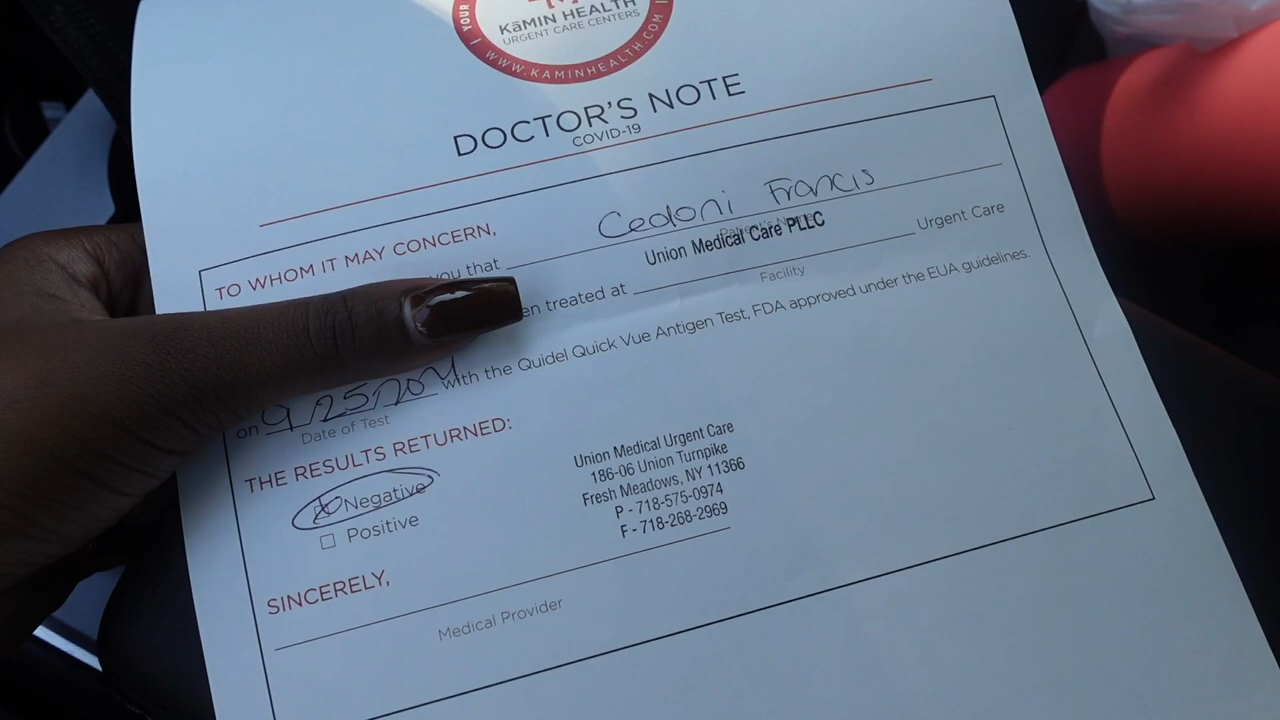 YOUR
KāMIN HEALTH
URGENT CARE CENTERS
| WWW.KAMINHEALTH.COM |
DOCTOR'S NOTE
COVID-19
TO WHOM IT MAY CONCERN,
you that Cedoni Francis
Patient's Name
Union Medical Care PLLC
en treated at Urgent Care
Facility
on 9/25/20 with the Quidel Quick Vue Antigen Test, FDA approved under the EUA guidelines.
Date of Test
THE RESULTS RETURNED:
Negative
Positive
Union Medical Urgent Care
186-06 Union Turnpike
Fresh Meadows, NY 11366
P - 718-575-0974
F - 718-268-2969
SINCERELY,
Medical Provider